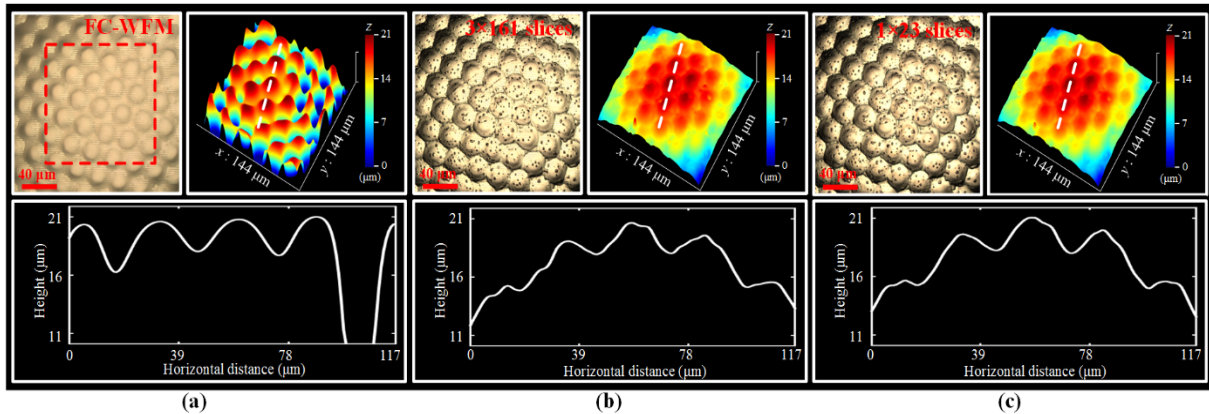 FC-WFM
40 μm
z
21
14
7
0
(μm)
x : 144 μm
y : 144 μm
3×161 slices
40 μm
z
21
14
7
0
(μm)
x : 144 μm
y : 144 μm
1×23 slices
40 μm
z
21
14
7
0
(μm)
x : 144 μm
y : 144 μm
Height (μm)
21
16
11
0
39
78
117
Horizontal distance (μm)
Height (μm)
21
16
11
0
39
78
117
Horizontal distance (μm)
Height (μm)
21
16
11
0
39
78
117
Horizontal distance (μm)
(a)
(b)
(c)